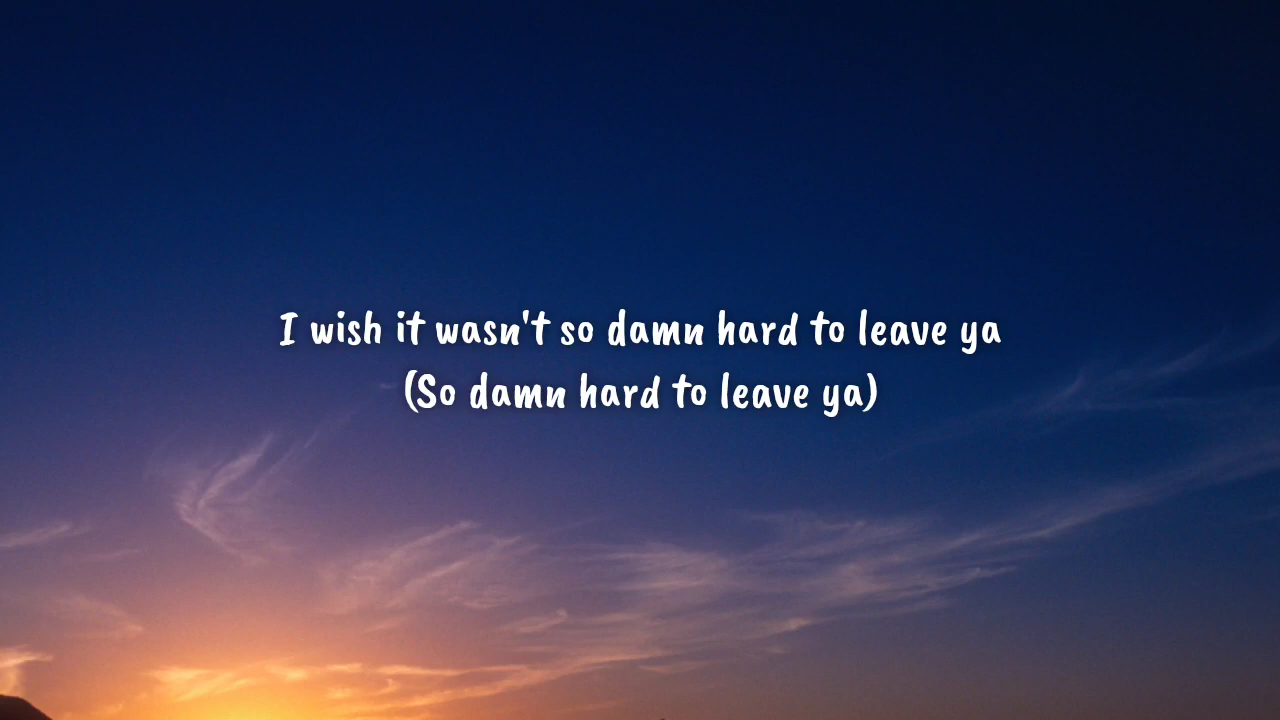 I wish it wasn't so damn hard to leave ya
(So damn hard to leave ya)